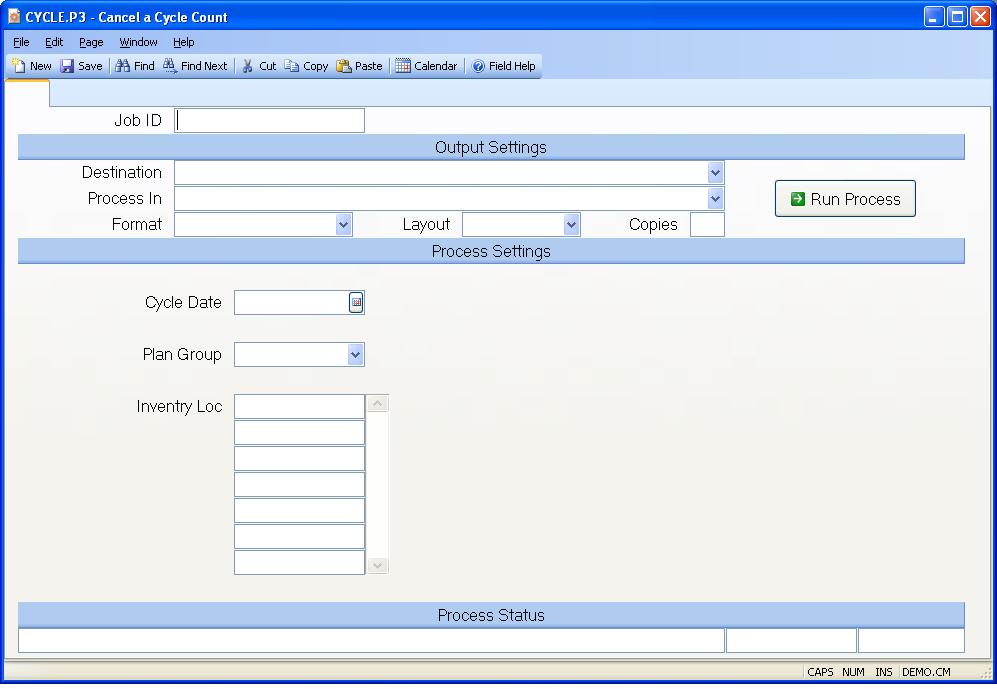 CYCLE.P3 - Cancel a Cycle Count
File Edit Page Window Help
New Save Find Find Next Cut Copy Paste Calendar Field Help
Job ID
Output Settings
Destination
Process In
Run Process
Format Layout Copies
Process Settings
Cycle Date
Plan Group
Inventry Loc
Process Status
CAPS NUM INS DEMO.CM